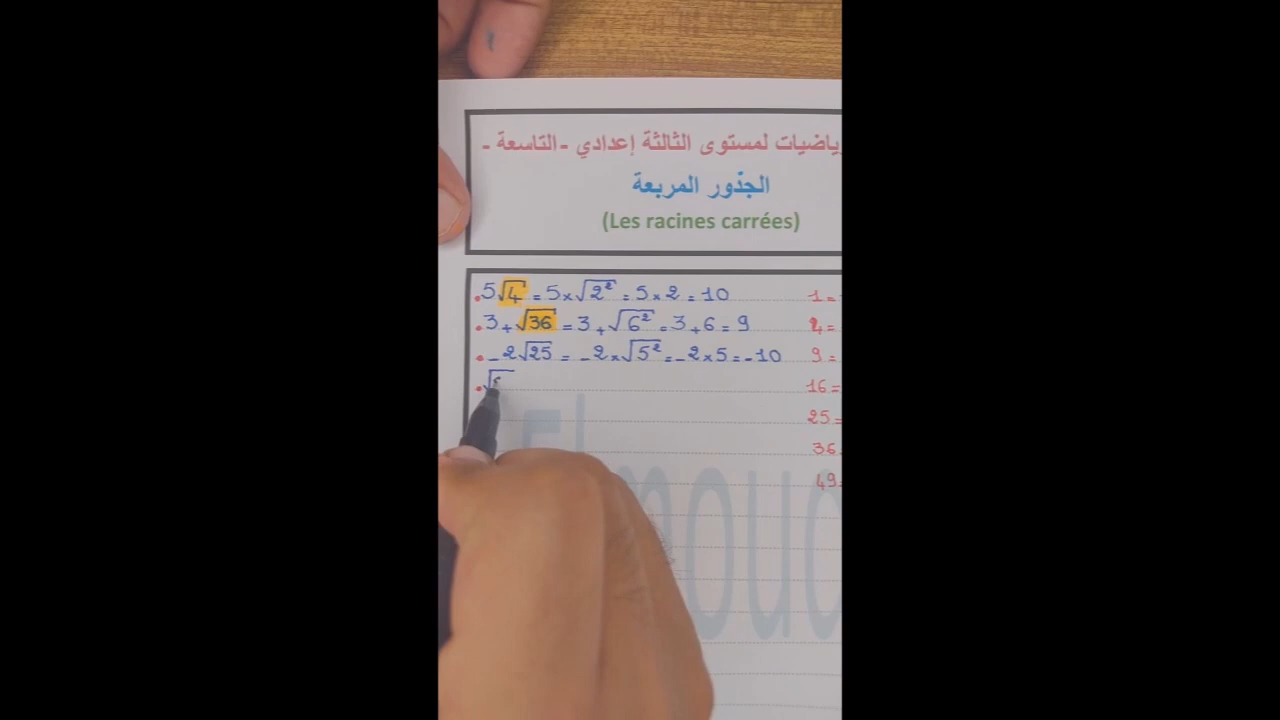 ياضيات لمستوى الثالثة إعدادي - التاسعة -
الجذور المربعة
(Les racines carrées)
. 5√4 = 5×√2² = 5×2 = 10
. 3+√36 = 3+√6² = 3+6 = 9
. -2√25 = -2×√5² = -2×5 = -10
. √
1 =
4 =
9 =
16 =
25 =
36
49